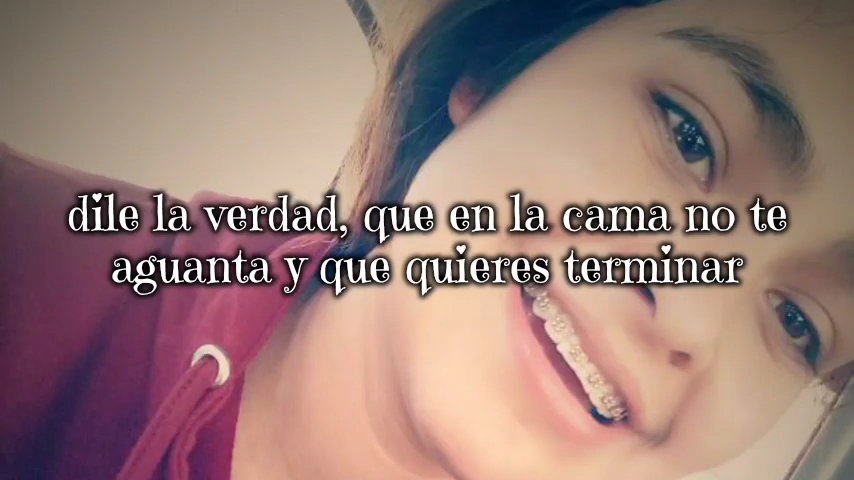 dile la verdad, que en la cama no te
aguanta y que quieres terminar